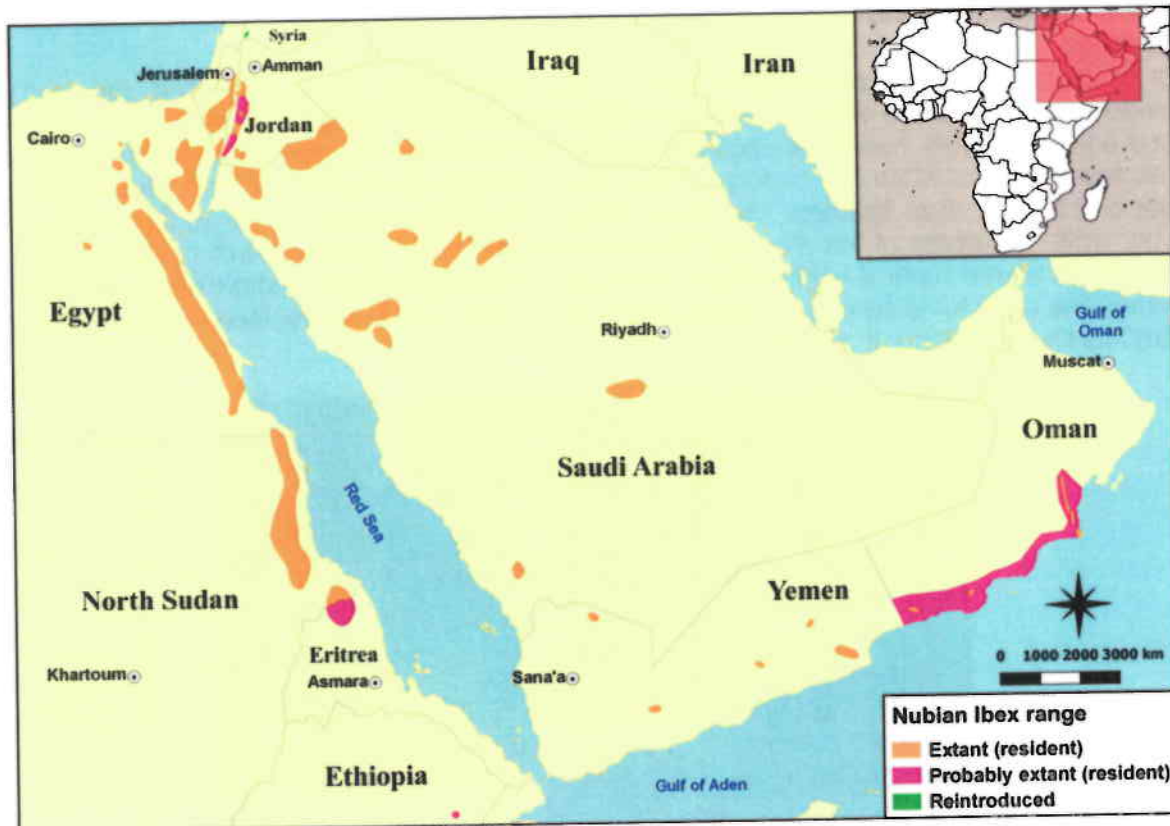 Syria
Iraq
Iran
Jerusalem
Amman
Jordan
Cairo
Egypt
Riyadh
Gulf of
Oman
Muscat
Oman
Saudi Arabia
Red Sea
North Sudan
Yemen
Eritrea
Khartoum
Asmara
Sana'a
Ethiopia
Gulf of Aden
0 1000 2000 3000 km
Nubian Ibex range
Extant (resident)
Probably extant (resident)
Reintroduced